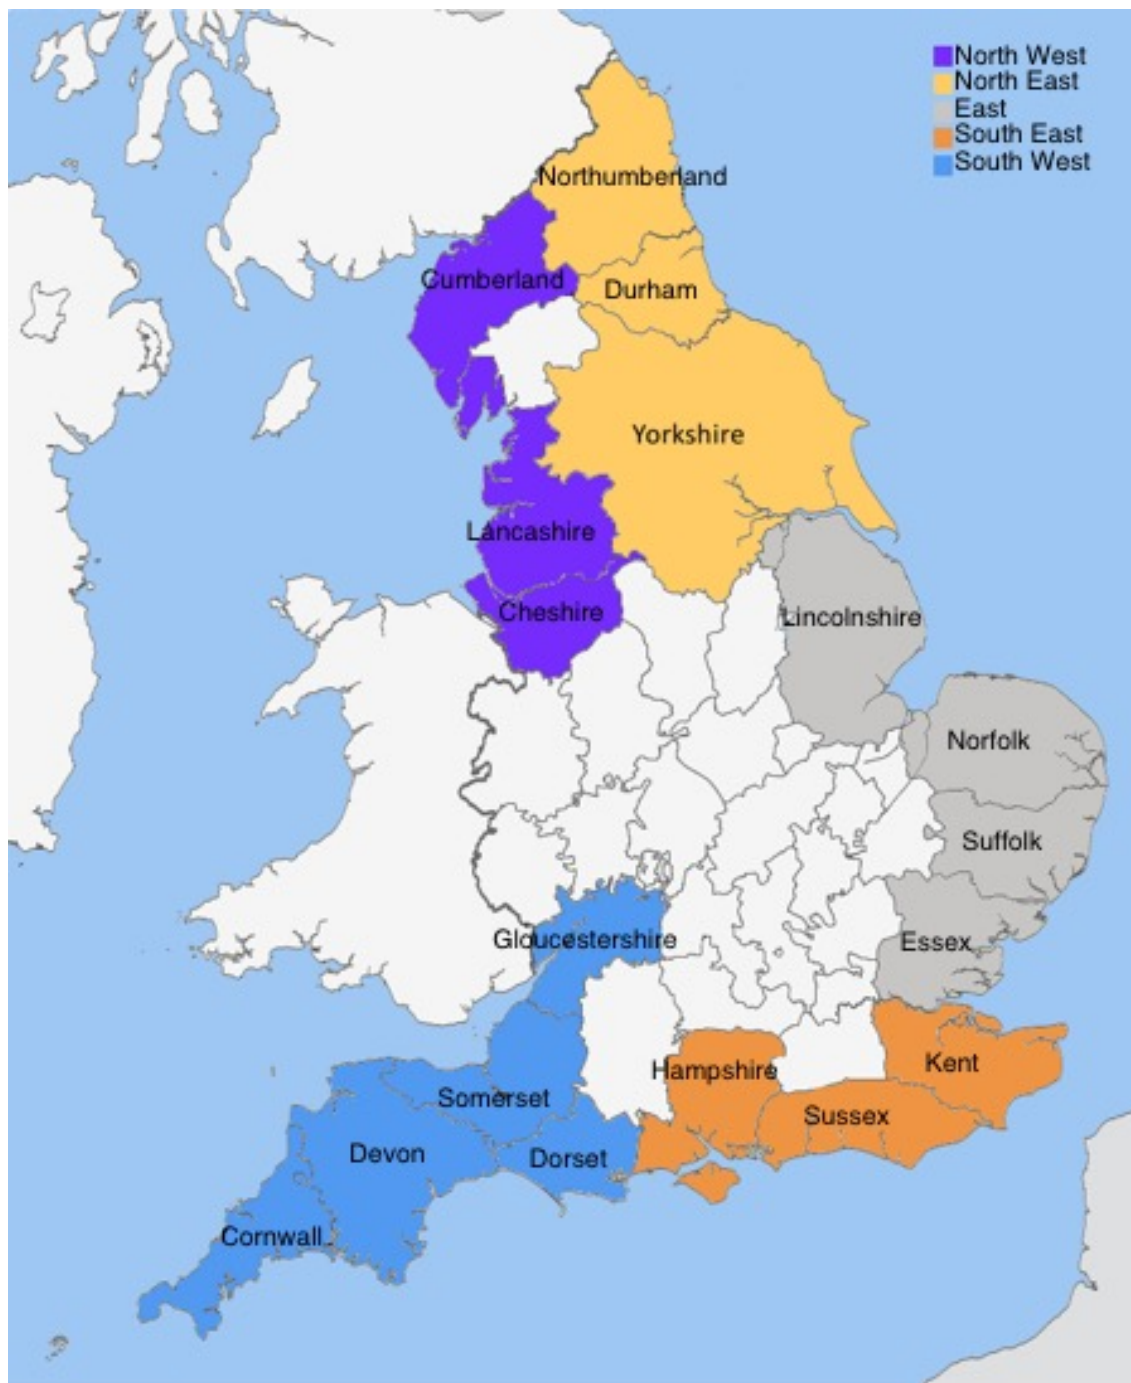 North West
North East
East
South East
South West
Northumberland
Cumberland
Durham
Yorkshire
Lancashire
Cheshire
Lincolnshire
Norfolk
Suffolk
Gloucestershire
Essex
Hampshire
Kent
Somerset
Sussex
Devon
Dorset
Cornwall